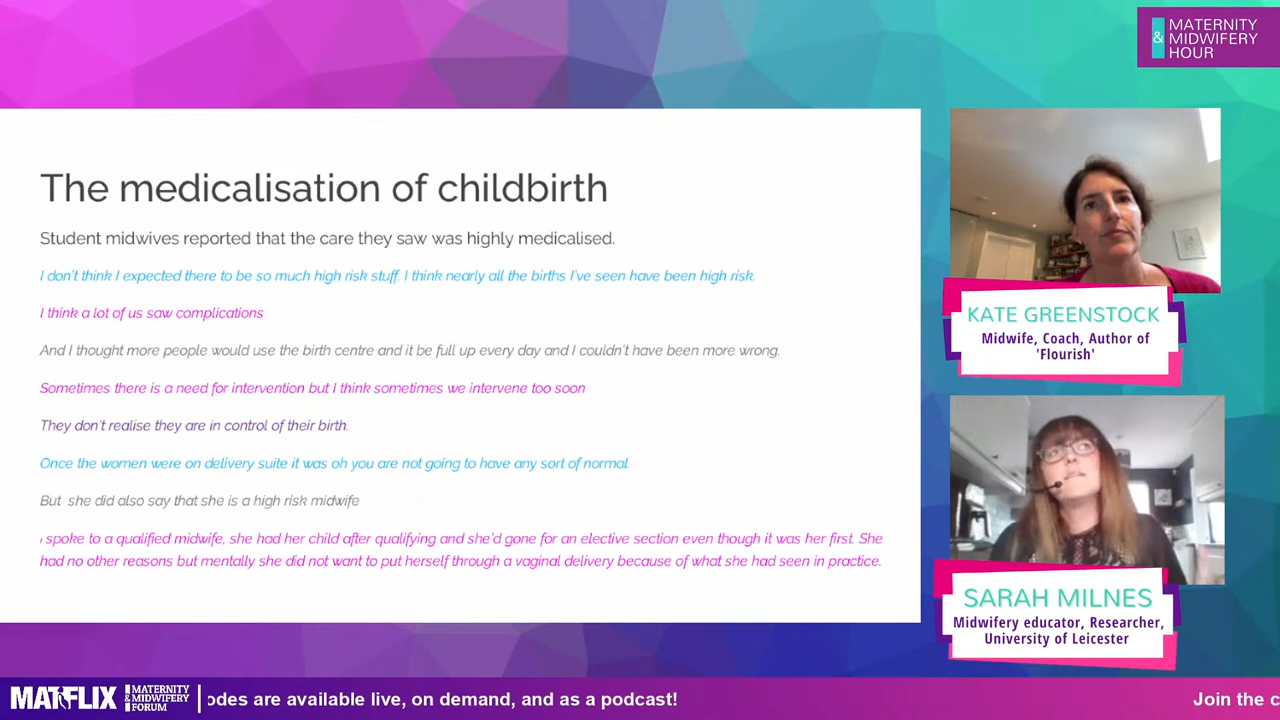 MATERNITY
& MIDWIFERY
HOUR
The medicalisation of childbirth
Student midwives reported that the care they saw was highly medicalised.
I don't think I expected there to be so much high risk stuff. I think nearly all the births I've seen have been high risk.
I think a lot of us saw complications
And I thought more people would use the birth centre and it be full up every day and I couldn't have been more wrong.
Sometimes there is a need for intervention but I think sometimes we intervene too soon
They don't realise they are in control of their birth.
Once the women were on delivery suite it was oh you are not going to have any sort of normal
But she did also say that she is a high risk midwife
I spoke to a qualified midwife, she had her child after qualifying and she'd gone for an elective section even though it was her first. She
had no other reasons but mentally she did not want to put herself through a vaginal delivery because of what she had seen in practice.
KATE GREENSTOCK
Midwife, Coach, Author of
'Flourish'
SARAH MILNES
Midwifery educator, Researcher,
University of Leicester
MATFLIX
MATERNITY
& MIDWIFERY
FORUM
odes are available live, on demand, and as a podcast!
Join the c